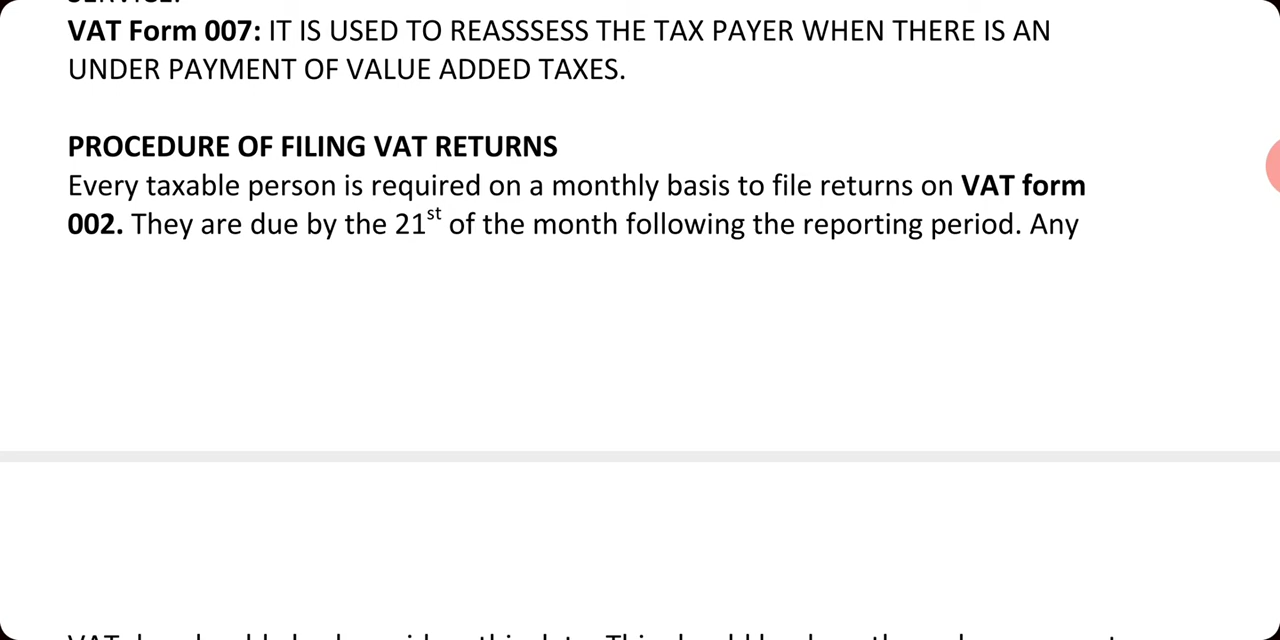 VAT Form 007: IT IS USED TO REASSSESS THE TAX PAYER WHEN THERE IS AN
UNDER PAYMENT OF VALUE ADDED TAXES.
PROCEDURE OF FILING VAT RETURNS
Every taxable person is required on a monthly basis to file returns on VAT form
002. They are due by the 21st of the month following the reporting period. Any